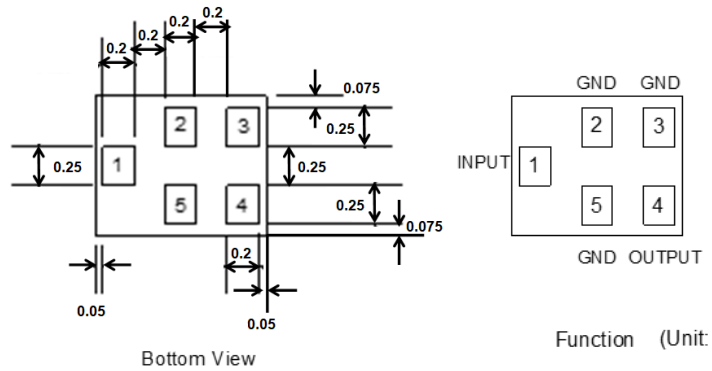 0.2
0.2 0.2
0.2
0.075
GND GND
2 3 0.25 2 3
0.25 1 0.25 INPUT 1
5 4 0.25 5 4
0.075
0.2 GND OUTPUT
0.05 0.05
Function (Unit:
Bottom View